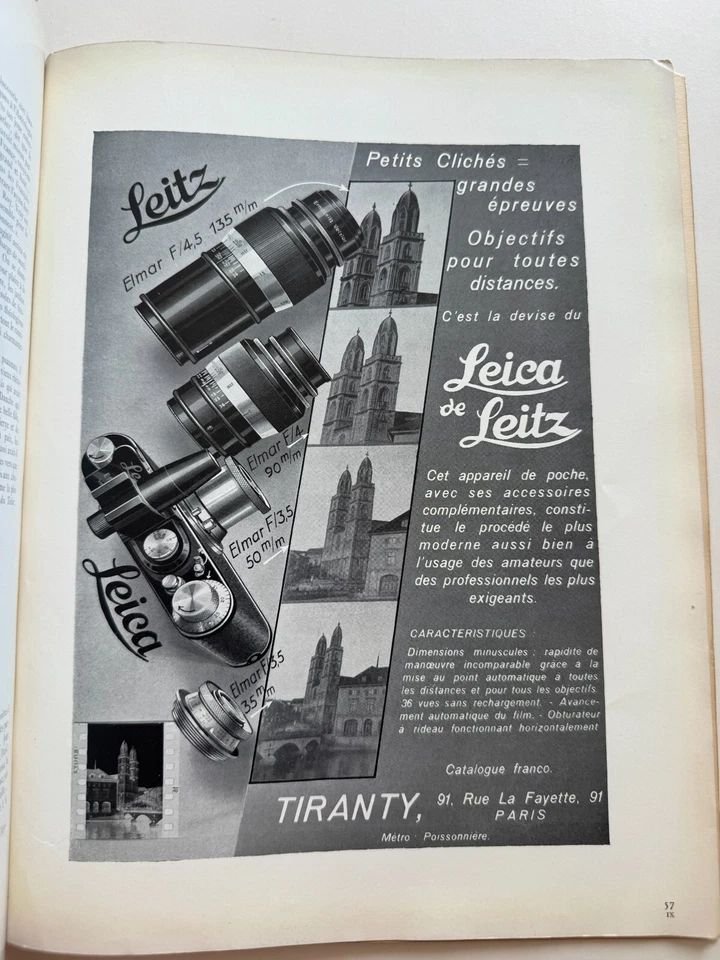 Leitz
Elmar F/4,5 135 m/m
Elmar F/4
90 m/m
Elmar F/3,5
50 m/m
Leica
Elmar F/3,5
35 m/m
Petits Clichés =
grandes
épreuves
Objectifs
pour toutes
distances.
C'est la devise du
Leica
de
Leitz
Cet appareil de poche,
avec ses accessoires
complémentaires, consti-
tue le procédé le plus
moderne aussi bien à
l'usage des amateurs que
des professionnels les plus
exigeants.
CARACTERISTIQUES :
Dimensions minuscules : rapidité de
manœuvre incomparable grâce à la
mise au point automatique à toutes
les distances et pour tous les objectifs.
36 vues sans rechargement. - Avance-
ment automatique du film. - Obturateur
à rideau fonctionnant horizontalement
Catalogue franco.
TIRANTY, 91, Rue La Fayette, 91
PARIS
Métro : Poissonnière.
57
IX